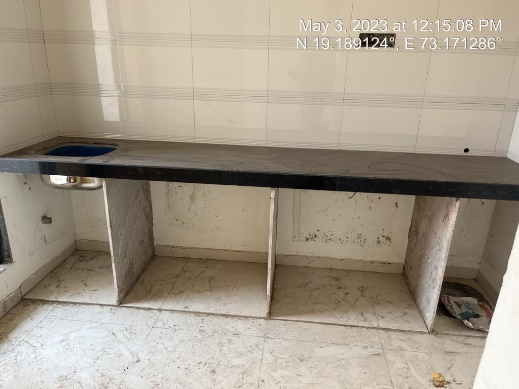 May 3, 2023 at 12:15:08 PM
N 19.189124°, E 73.171286°